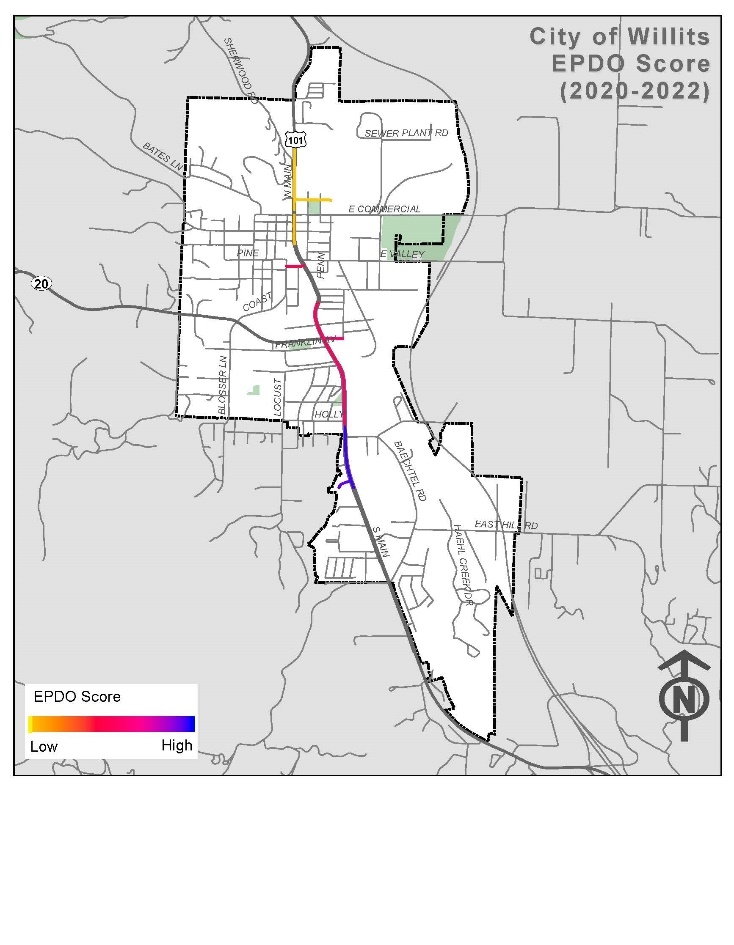 City of Willits
EPDO Score
(2020-2022)
SHERWOOD RD
101
SEWER PLANT RD
BATES LN
N MAIN
E COMMERCIAL
PINE
PENN
E VALLEY
20
COAST
FRANKLIN AV
BLOSSER LN
LOCUST
HOLLY
BAECHTEL RD
S MAIN
EAST HILL RD
HAEHL CREEK DR
EPDO Score
Low
High
N